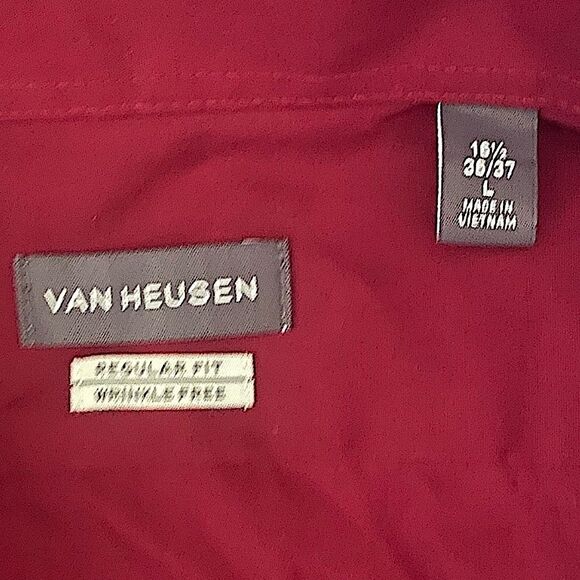 16½
36/37
L
MADE IN
VIETNAM
VAN HEUSEN
REGULAR FIT
WRINKLE FREE